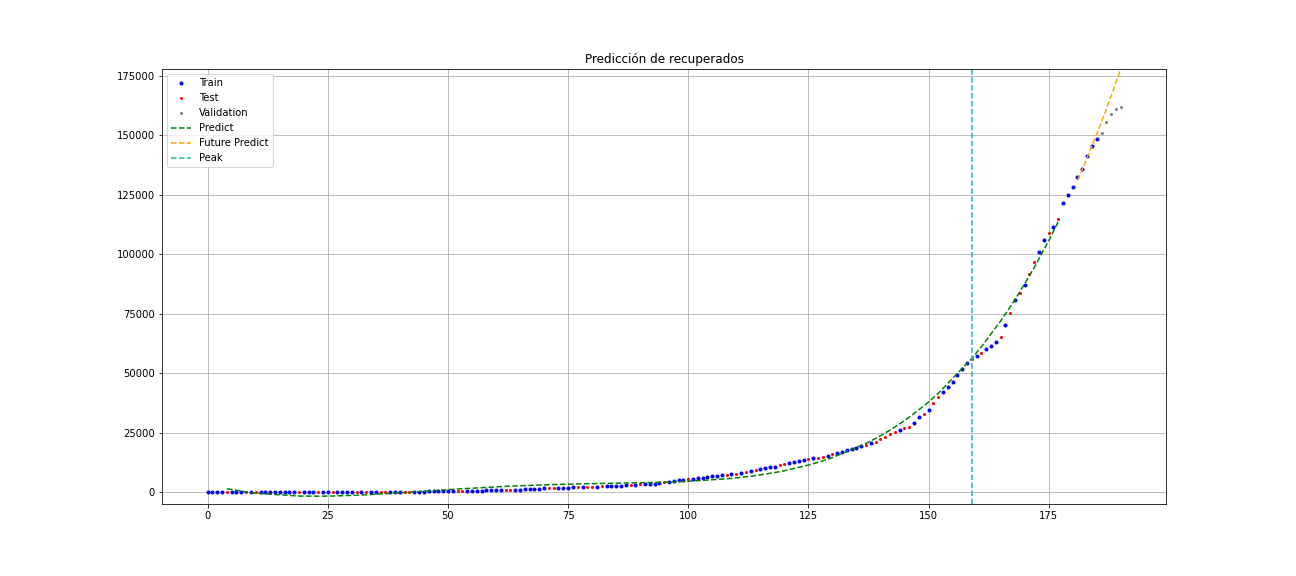 Predicción de recuperados
Train
Test
Validation
Predict
Future Predict
Peak
175000
150000
125000
100000
75000
50000
25000
0
0 25 50 75 100 125 150 175